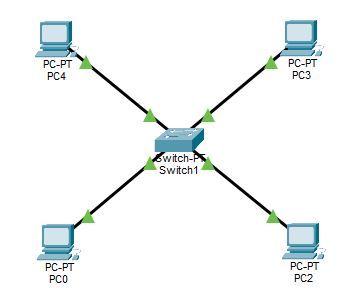 PC-PT
PC4
PC-PT
PC3
Switch-PT
Switch1
PC-PT
PC0
PC-PT
PC2